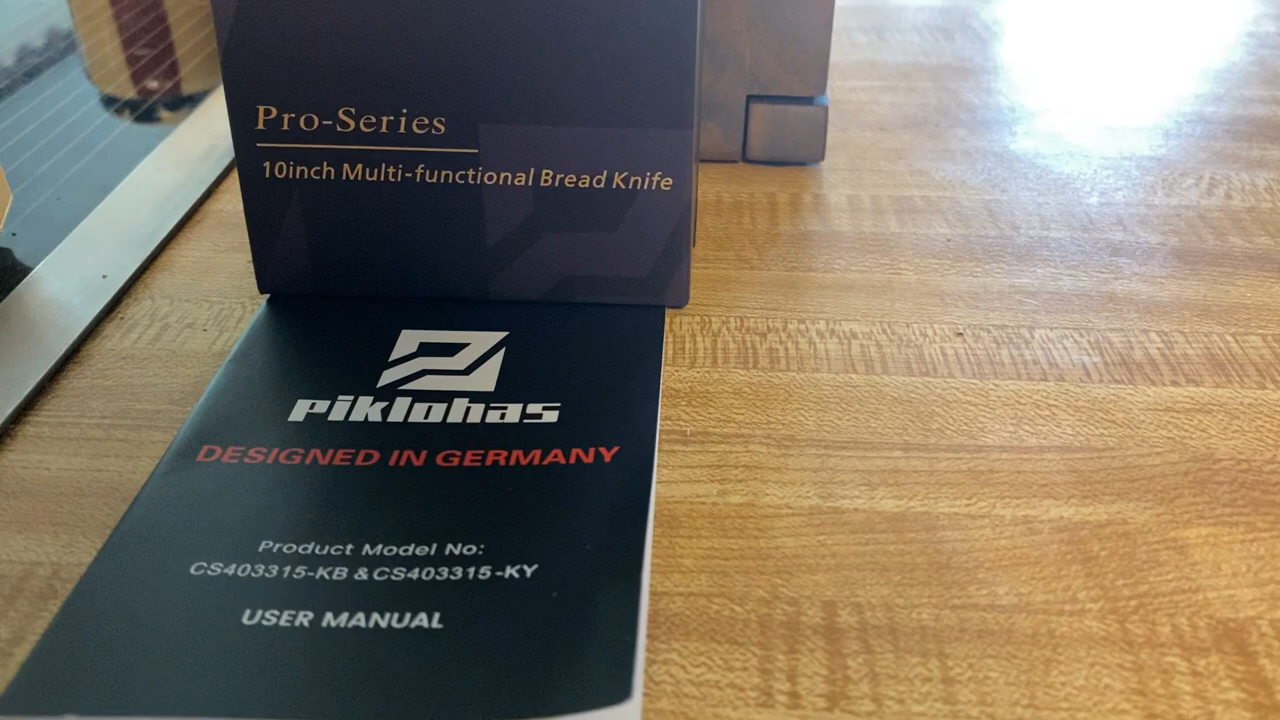 Pro-Series
10inch Multi-functional Bread Knife
piklohas
DESIGNED IN GERMANY
Product Model No:
CS403315-KB & CS403315-KY
USER MANUAL